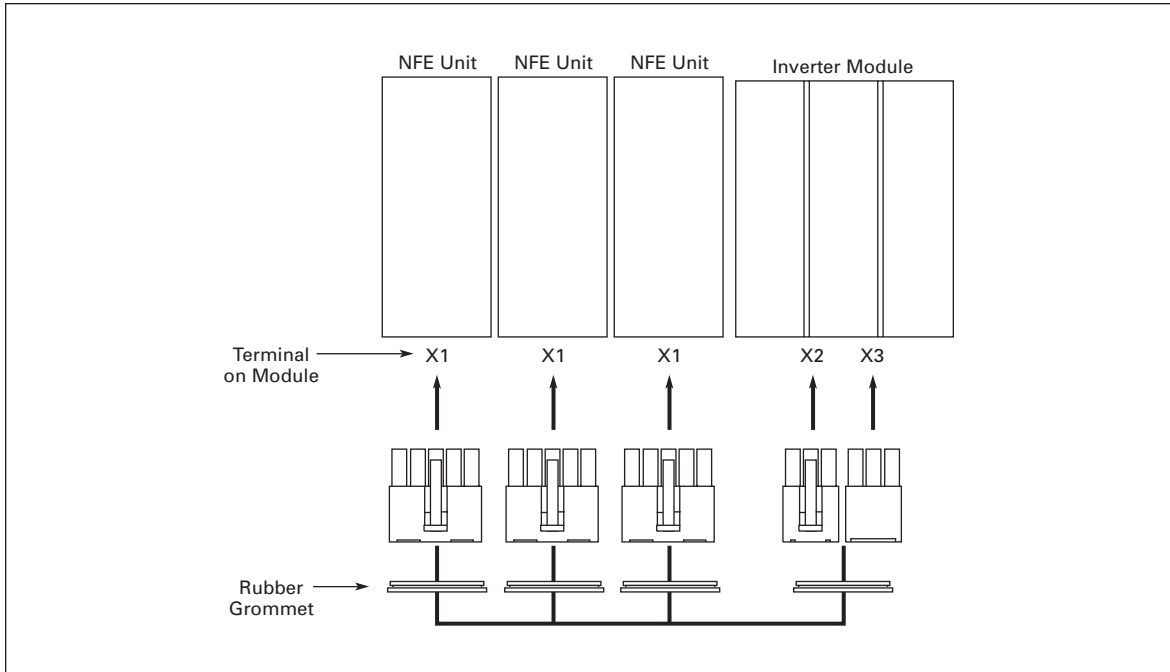 NFE Unit
NFE Unit
NFE Unit
Inverter Module
Terminal
on Module
X1
X1
X1
X2
X3
Rubber
Grommet